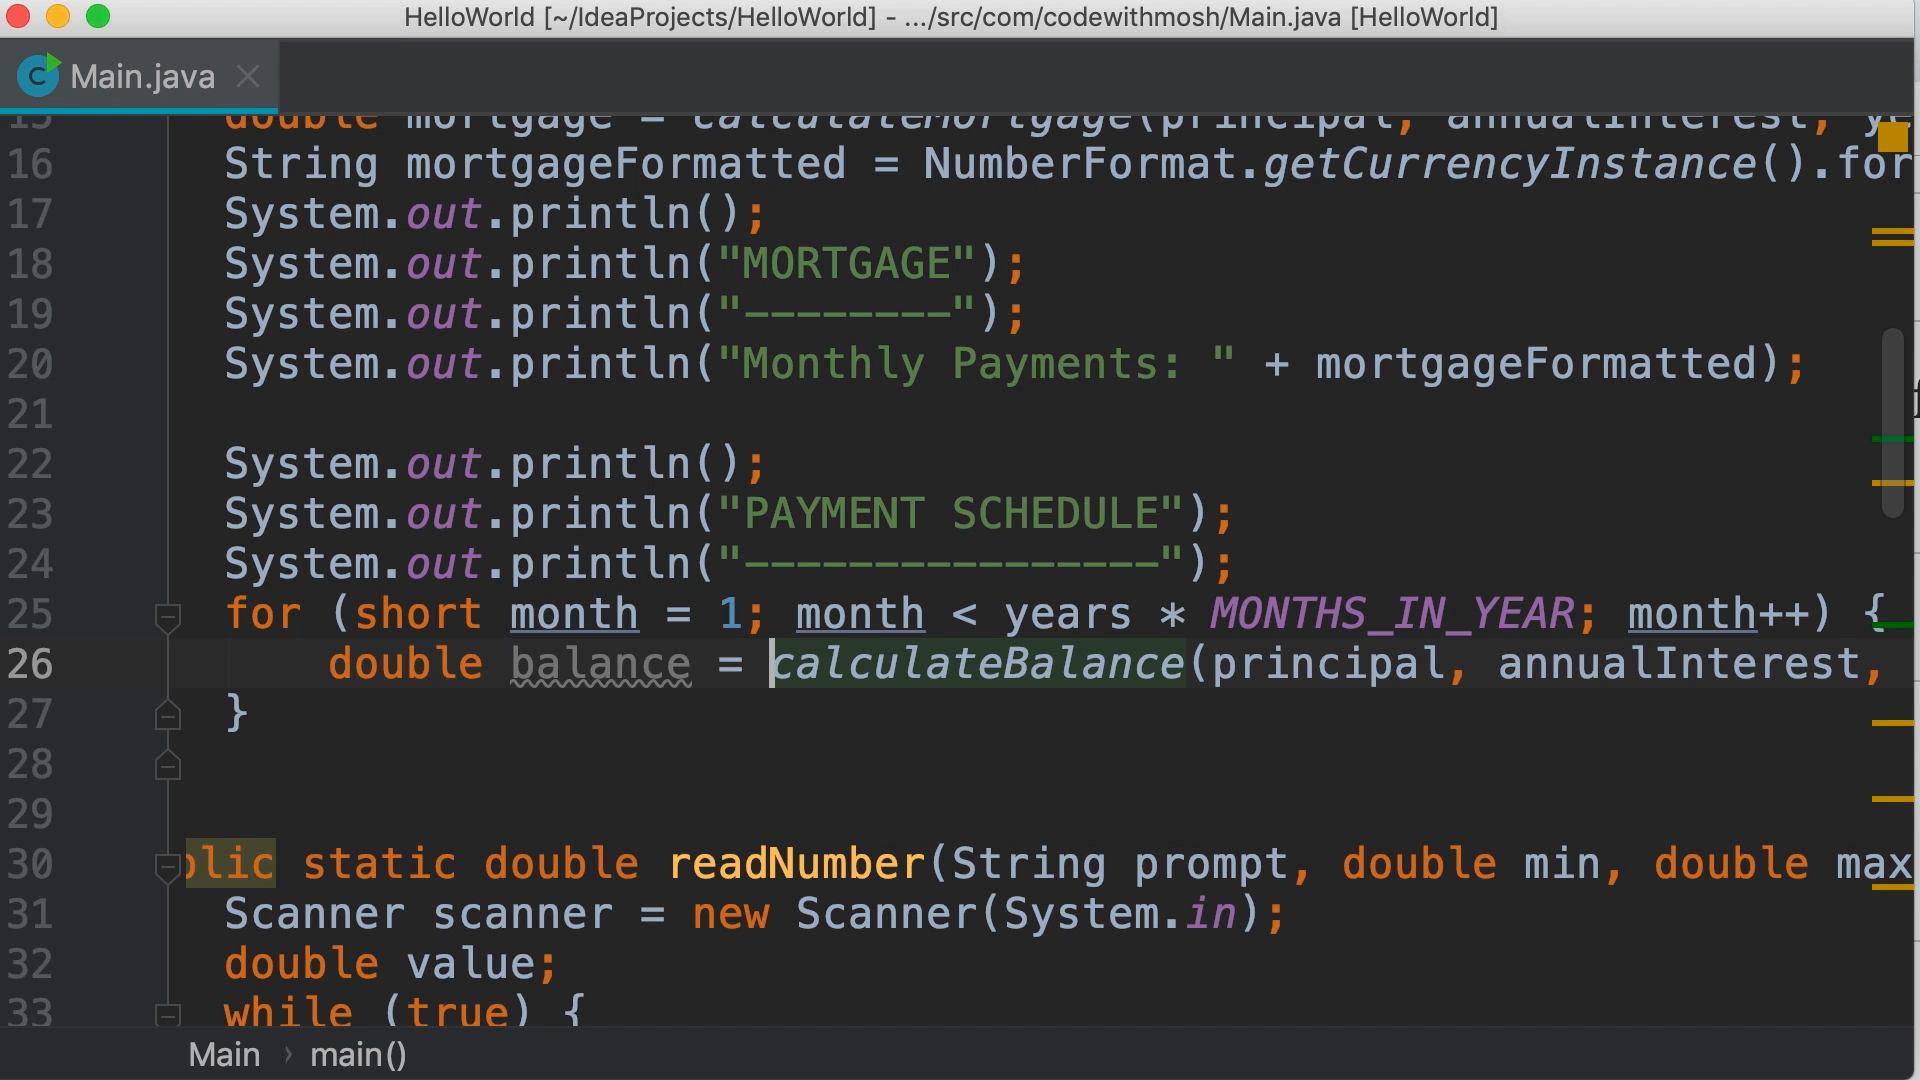 HelloWorld [~/IdeaProjects/HelloWorld] - .../src/com/codewithmosh/Main.java [HelloWorld]
Main.java
15 double mortgage = calculateMortgage(principal, annualInterest,
16 String mortgageFormatted = NumberFormat.getCurrencyInstance().for
17 System.out.println();
18 System.out.println("MORTGAGE");
19 System.out.println("--------");
20 System.out.println("Monthly Payments: " + mortgageFormatted);
21
22 System.out.println();
23 System.out.println("PAYMENT SCHEDULE");
24 System.out.println("----------------");
25 for (short month = 1; month < years * MONTHS_IN_YEAR; month++) {
26 double balance = calculateBalance(principal, annualInterest,
27 }
28
29
30 blic static double readNumber(String prompt, double min, double max
31 Scanner scanner = new Scanner(System.in);
32 double value;
33 while (true) {
Main › main()